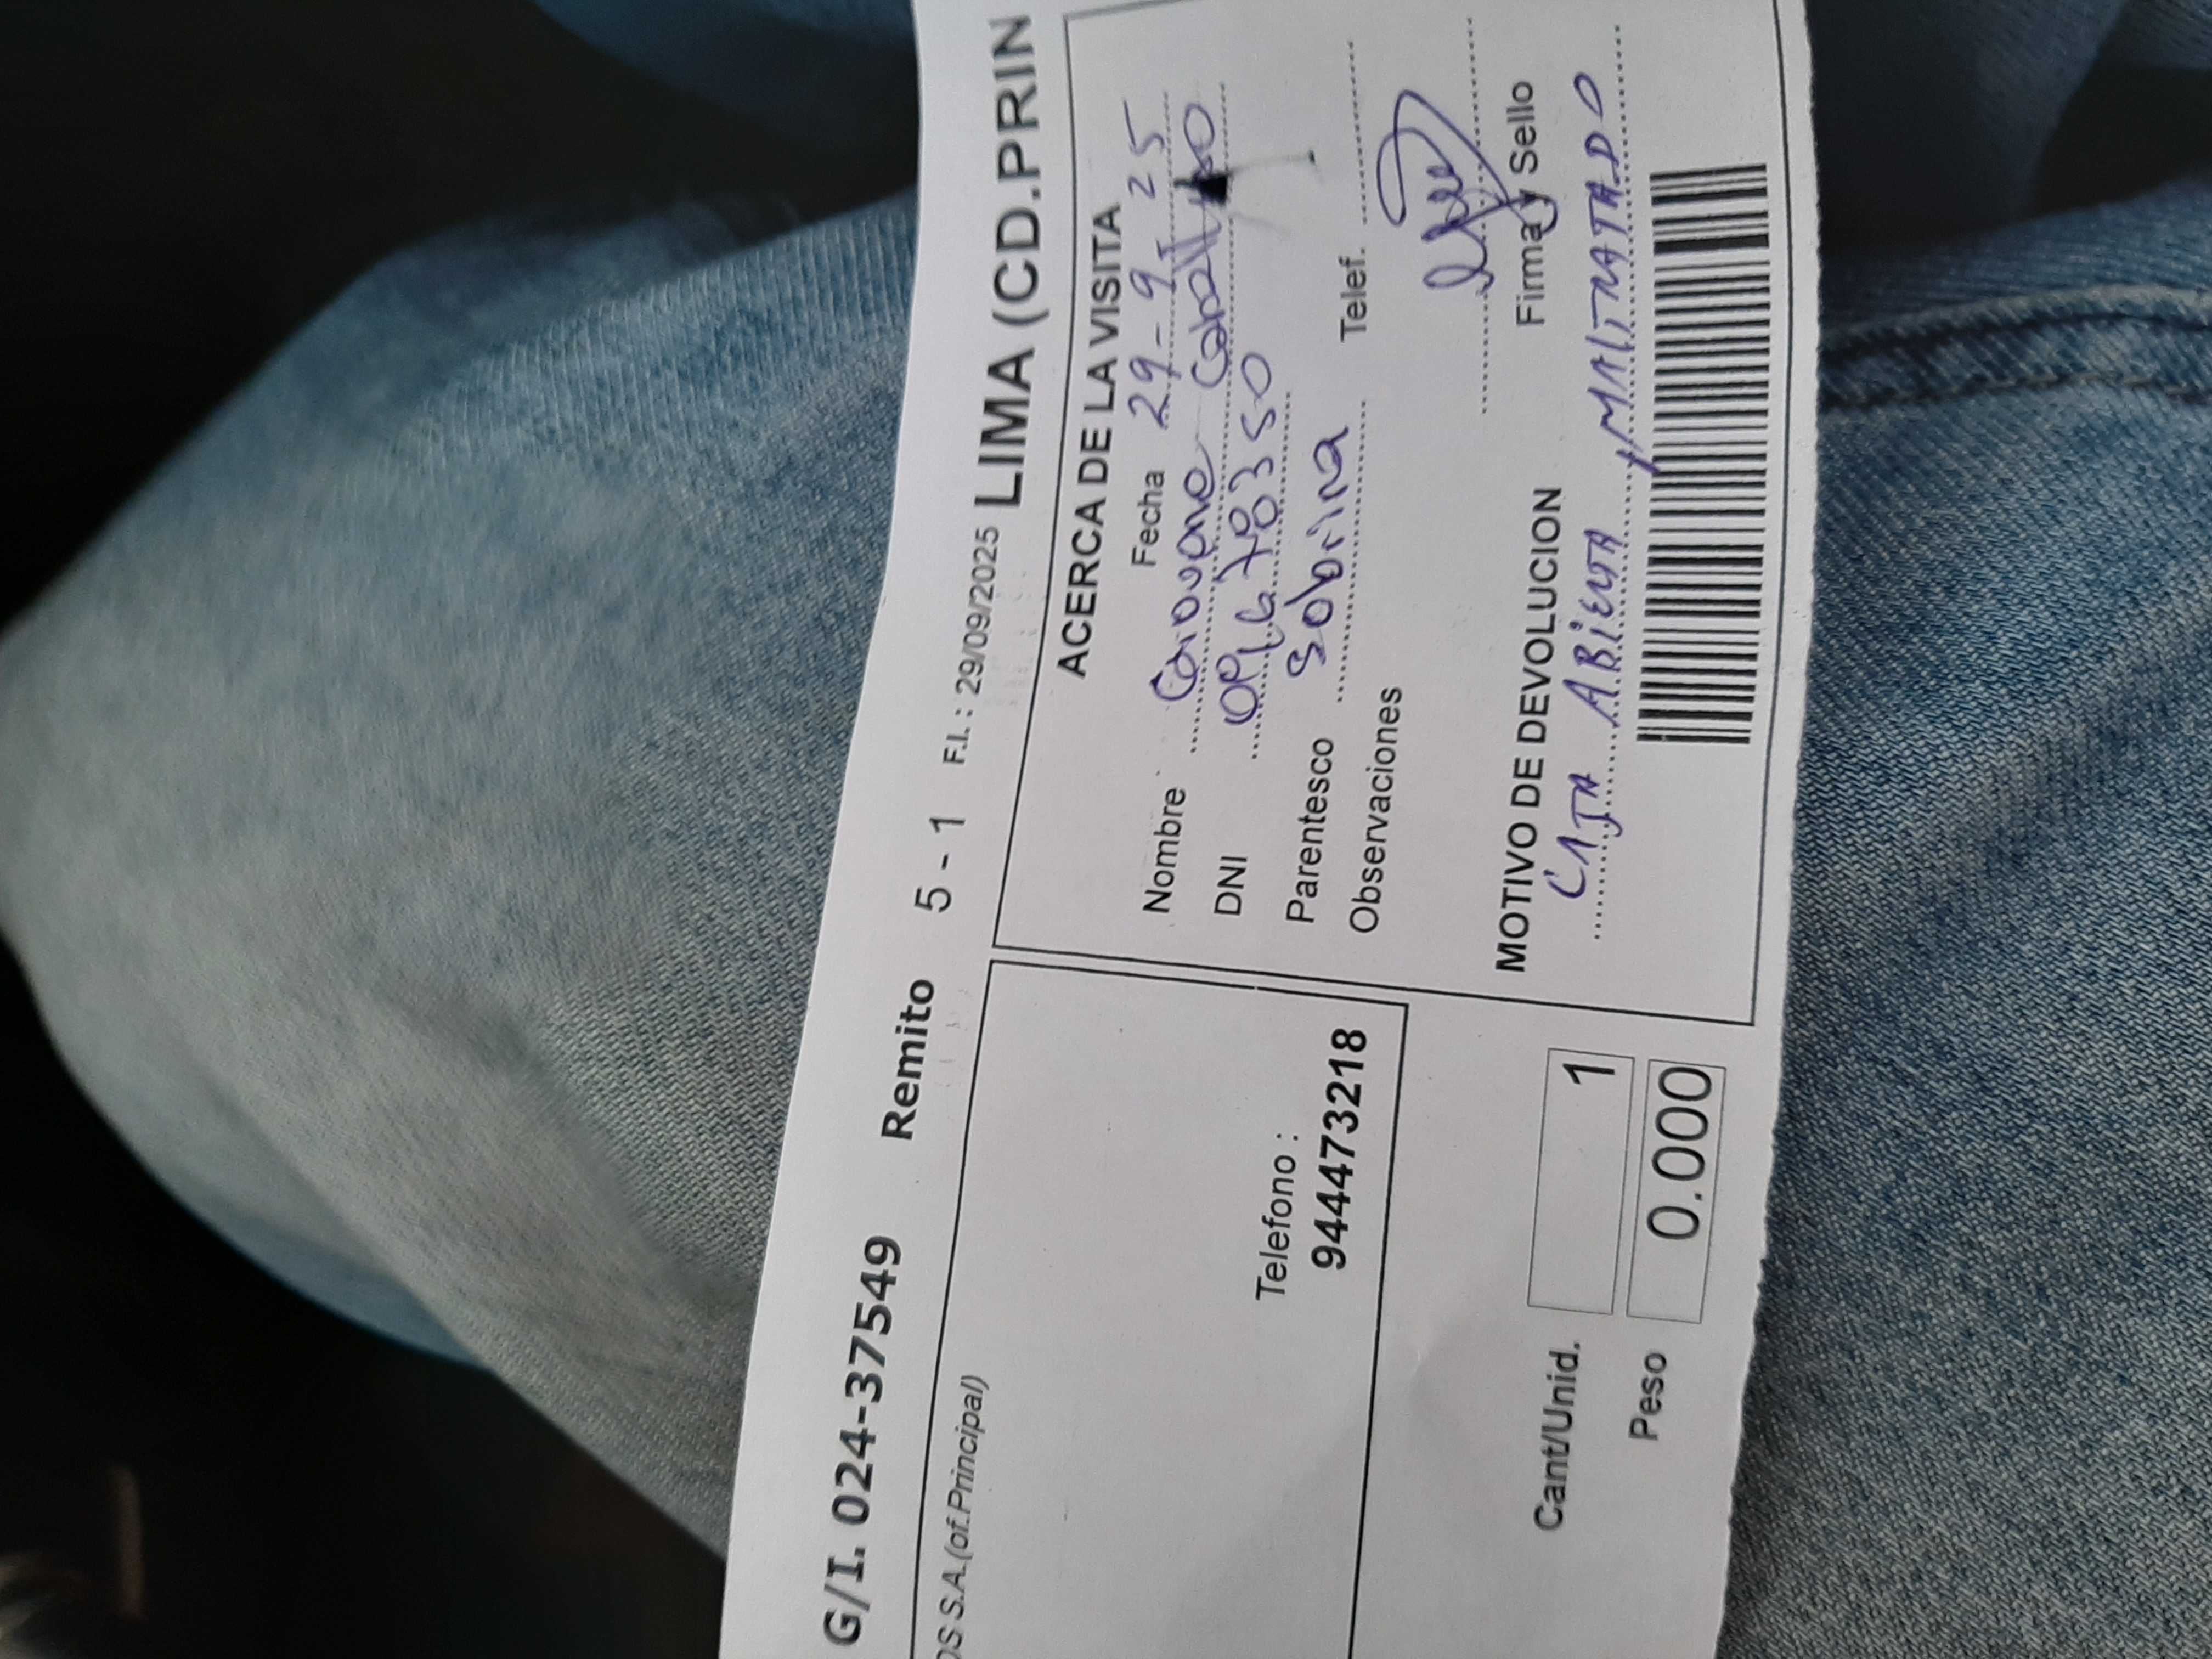 G/I. 024-37549 Remito 5 - 1 F.I.: 29/09/2025 LIMA (CD.PRIN
OS S.A.(of.Principal)
Telefono :
944473218
Cant/Unid. 1
Peso 0.000
ACERCA DE LA VISITA
Fecha 29-9-25
Nombre
DNI
Parentesco Sobrina
Observaciones Telef.
Firma y Sello
MOTIVO DE DEVOLUCION
CAJA ABIERTA MALTRATADO